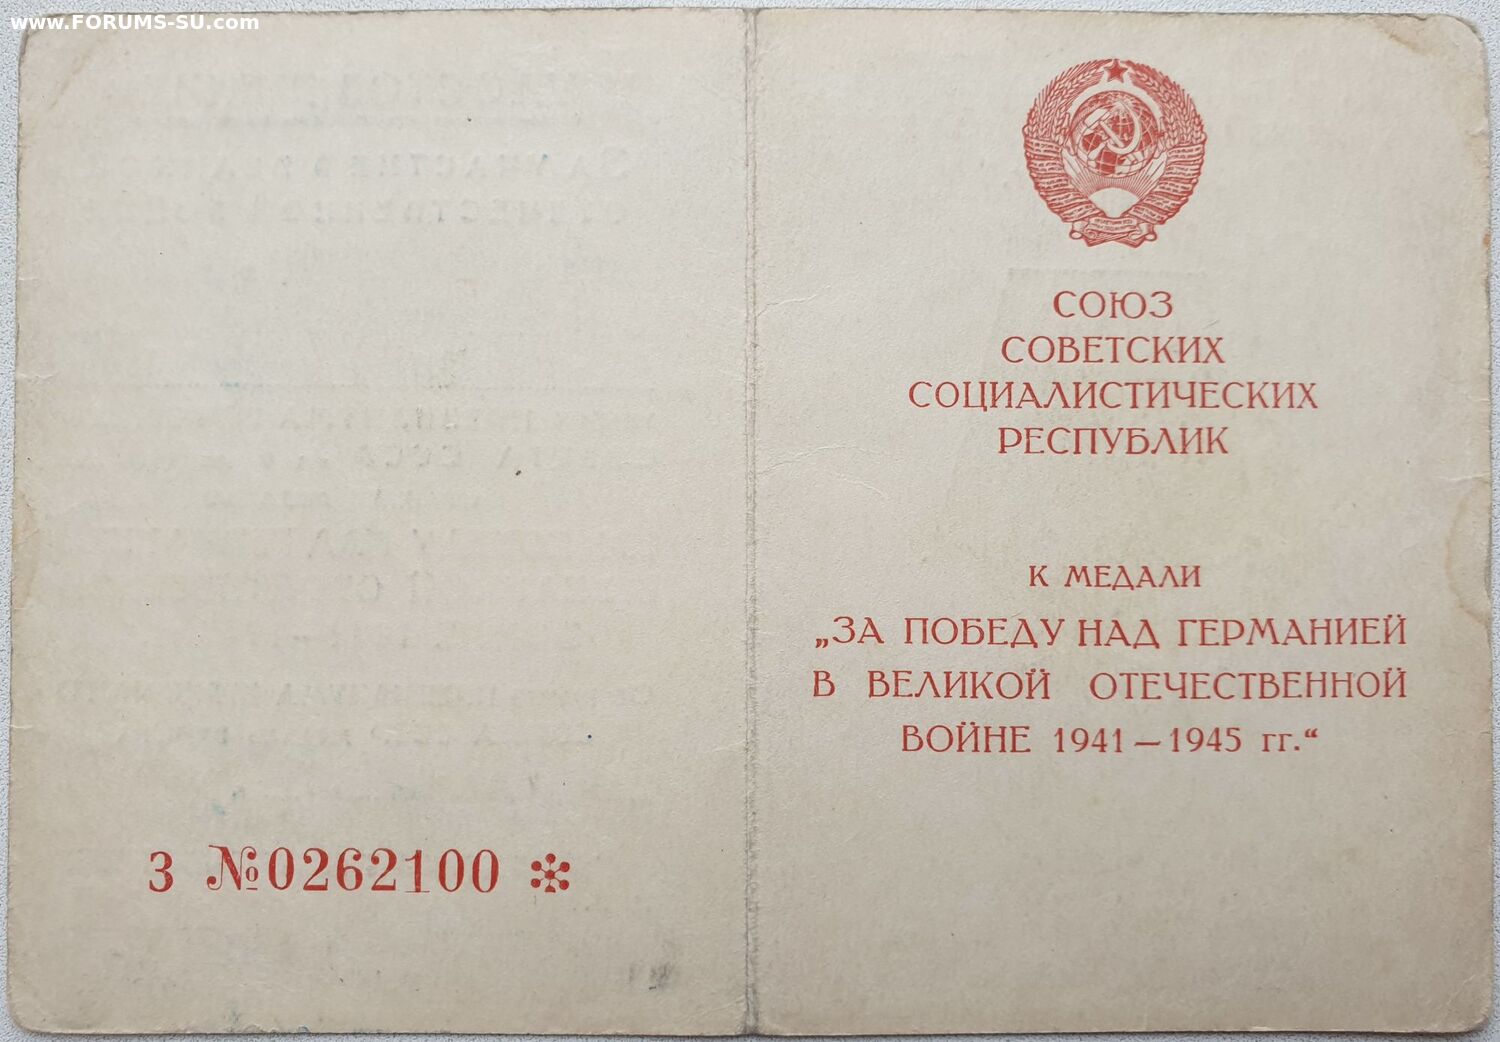 www.FORUMS-SU.com
СОЮЗ
СОВЕТСКИХ
СОЦИАЛИСТИЧЕСКИХ
РЕСПУБЛИК
К МЕДАЛИ
„ЗА ПОБЕДУ НАД ГЕРМАНИЕЙ
В ВЕЛИКОЙ ОТЕЧЕСТВЕННОЙ
ВОЙНЕ 1941 — 1945 гг.“
З №0262100 *